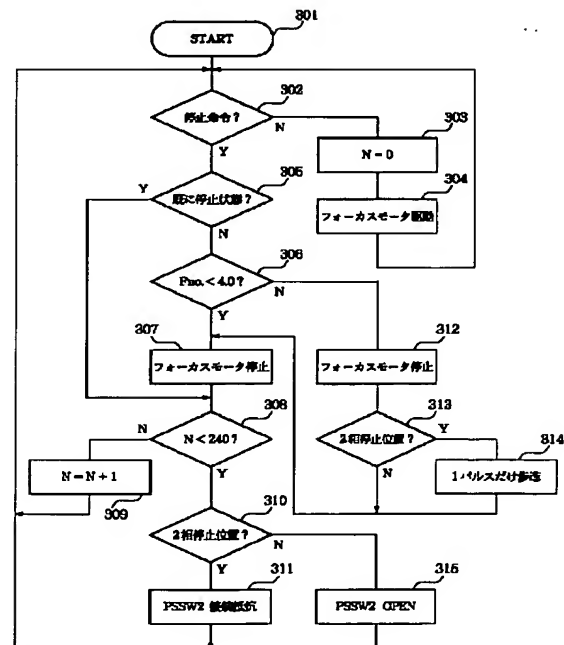 301
START
302
停止命令?
N
Y
303
N=0
304
フォーカスモータ駆動
305
Y
既に停止状態?
N
306
Fno.<4.0?
N
Y
307
フォーカスモータ停止
312
フォーカスモータ停止
308
N
N<240?
Y
313
2相停止位置?
Y
N
314
1パルスだけ歩進
N=N+1
309
310
2相停止位置?
N
Y
311
PSSW2 接続抵抗
315
PSSW2 OPEN